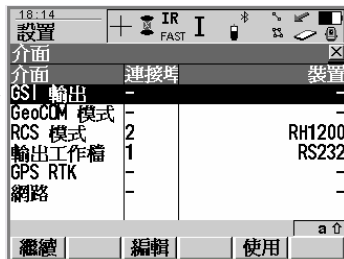 18:14
設置
IR
FAST
I
介面
介面 連接埠 裝置
GSI 輸出 - -
GeoCOM 模式 - -
RCS 模式 2 RH1200
輸出工作檔 1 RS232
GPS RTK - -
網路 - -
a
繼續 編輯 使用